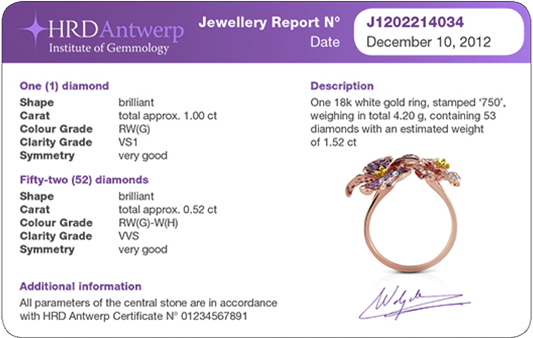 HRDAntwerp
Institute of Gemmology
Jewellery Report Nº J1202214034
Date December 10, 2012
One (1) diamond
Shape brilliant
Carat total approx. 1.00 ct
Colour Grade RW(G)
Clarity Grade VS1
Symmetry very good
Fifty-two (52) diamonds
Shape brilliant
Carat total approx. 0.52 ct
Colour Grade RW(G)-W(H)
Clarity Grade VVS
Symmetry very good
Additional information
All parameters of the central stone are in accordance
with HRD Antwerp Certificate N° 01234567891
Description
One 18k white gold ring, stamped ‘750’,
weighing in total 4.20 g, containing 53
diamonds with an estimated weight
of 1.52 ct